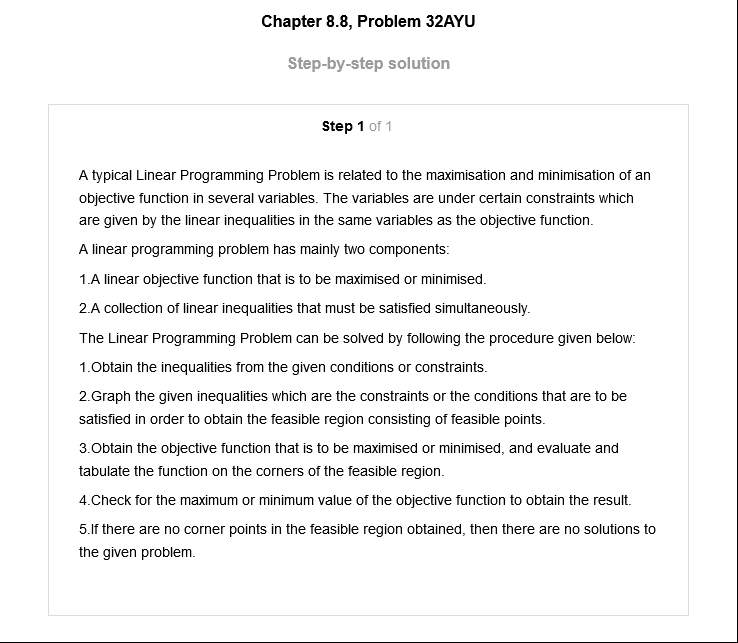 Chapter 8.8, Problem 32AYU
Step-by-step solution
Step 1 of 1
A typical Linear Programming Problem is related to the maximisation and minimisation of an
objective function in several variables. The variables are under certain constraints which
are given by the linear inequalities in the same variables as the objective function.
A linear programming problem has mainly two components:
1.A linear objective function that is to be maximised or minimised.
2.A collection of linear inequalities that must be satisfied simultaneously.
The Linear Programming Problem can be solved by following the procedure given below:
1.Obtain the inequalities from the given conditions or constraints.
2.Graph the given inequalities which are the constraints or the conditions that are to be
satisfied in order to obtain the feasible region consisting of feasible points.
3.Obtain the objective function that is to be maximised or minimised, and evaluate and
tabulate the function on the corners of the feasible region.
4.Check for the maximum or minimum value of the objective function to obtain the result.
5.If there are no corner points in the feasible region obtained, then there are no solutions to
the given problem.